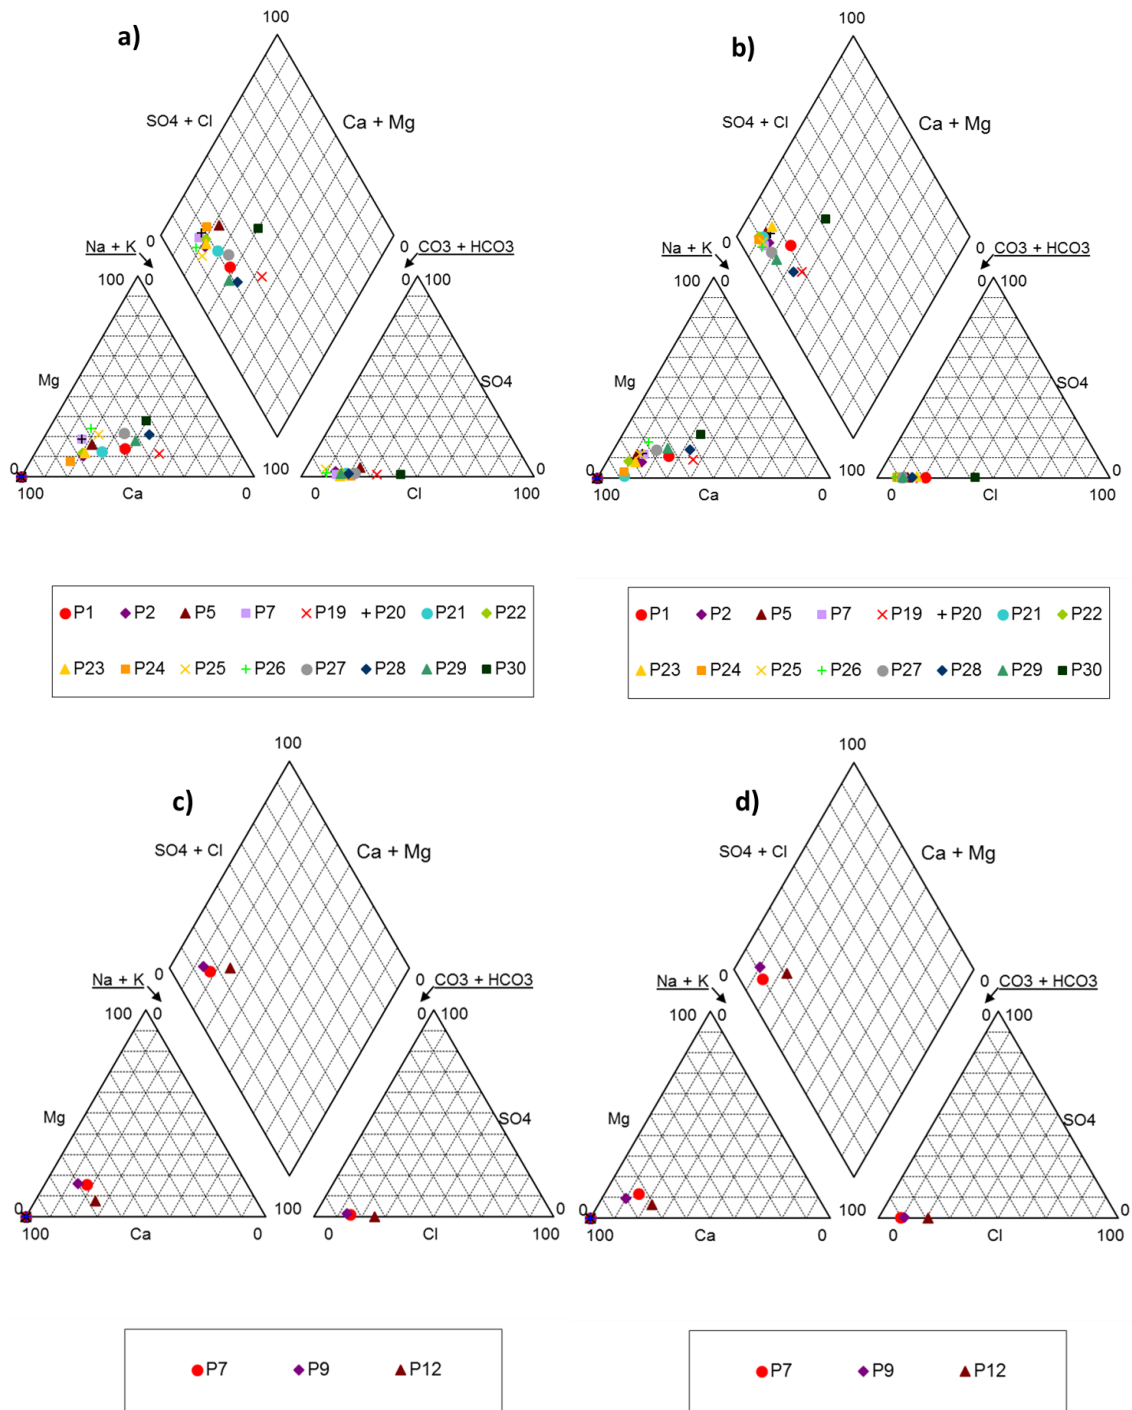 a)
100
SO4 + Cl
Ca + Mg
0
0
Na + K
CO3 + HCO3
100
0
0
100
Mg
SO4
0
100
0
100
Ca
0
0
Cl
100
b)
100
SO4 + Cl
Ca + Mg
0
0
Na + K
CO3 + HCO3
100
0
0
100
Mg
SO4
0
100
0
100
Ca
0
0
Cl
100
P1 P2 P5 P7 P19 P20 P21 P22
P23 P24 P25 P26 P27 P28 P29 P30
P1 P2 P5 P7 P19 P20 P21 P22
P23 P24 P25 P26 P27 P28 P29 P30
c)
100
SO4 + Cl
Ca + Mg
0
0
Na + K
CO3 + HCO3
100
0
0
100
Mg
SO4
0
100
0
100
Ca
0
0
Cl
100
d)
100
SO4 + Cl
Ca + Mg
0
0
Na + K
CO3 + HCO3
100
0
0
100
Mg
SO4
0
100
0
100
Ca
0
0
Cl
100
P7 P9 P12
P7 P9 P12